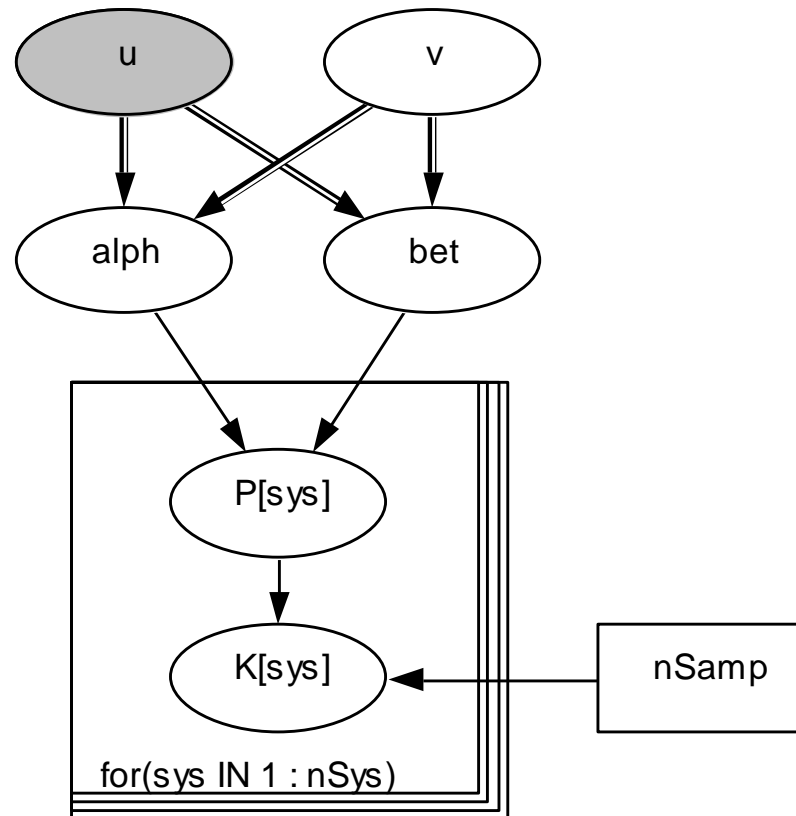 u
v
alph
bet
P[sys]
K[sys]
nSamp
for(sys IN 1 : nSys)